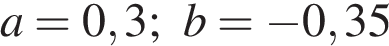 a = 0,3; b = −0,35